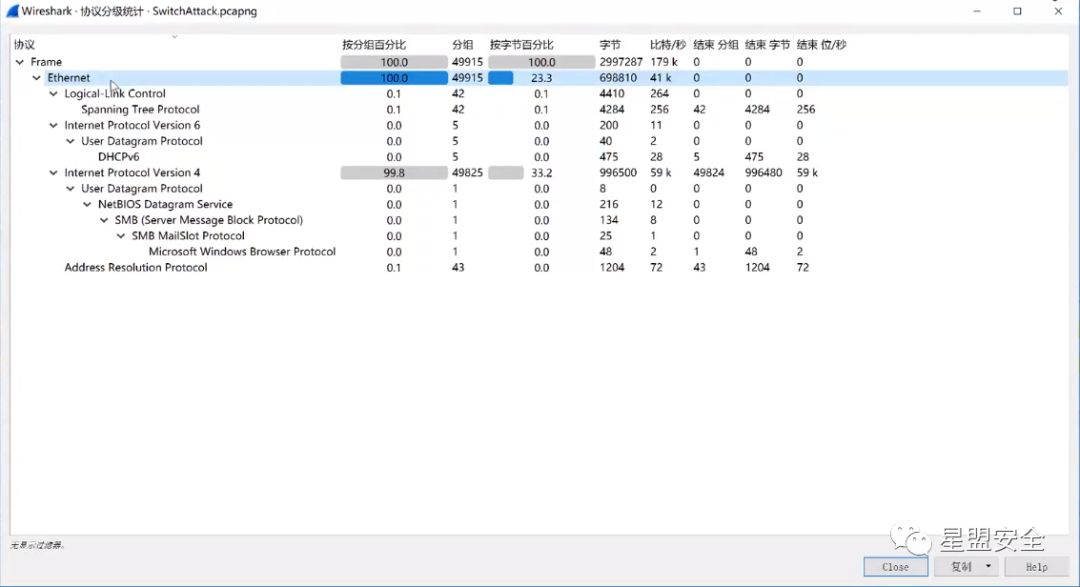 Wireshark · 协议分级统计 · SwitchAttack.pcapng
协议 按分组百分比 分组 按字节百分比 字节 比特/秒 结束 分组 结束 字节 结束 位/秒
Frame 100.0 49915 100.0 2997287 179 k 0 0 0
Ethernet 100.0 49915 23.3 698810 41 k 0 0 0
Logical-Link Control 0.1 42 0.1 4410 264 0 0 0
Spanning Tree Protocol 0.1 42 0.1 4284 256 42 4284 256
Internet Protocol Version 6 0.0 5 0.0 200 11 0 0 0
User Datagram Protocol 0.0 5 0.0 40 2 0 0 0
DHCPv6 0.0 5 0.0 475 28 5 475 28
Internet Protocol Version 4 99.8 49825 33.2 996500 59 k 49824 996480 59 k
User Datagram Protocol 0.0 1 0.0 8 0 0 0 0
NetBIOS Datagram Service 0.0 1 0.0 216 12 0 0 0
SMB (Server Message Block Protocol) 0.0 1 0.0 134 8 0 0 0
SMB MailSlot Protocol 0.0 1 0.0 25 1 0 0 0
Microsoft Windows Browser Protocol 0.0 1 0.0 48 2 1 48 2
Address Resolution Protocol 0.1 43 0.0 1204 72 43 1204 72
无显示过滤器。
星盟安全
Close 复制 Help